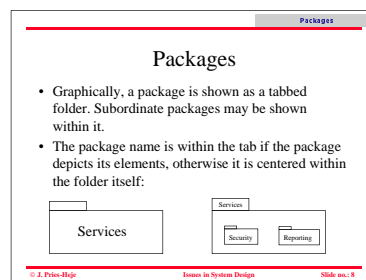 Packages
Packages
• Graphically, a package is shown as a tabbed
folder. Subordinate packages may be shown
within it.
• The package name is within the tab if the package
depicts its elements, otherwise it is centered within
the folder itself:
Services
Services
Security
Reporting
© J. Pries-Heje
Issues in System Design
Slide no.: 8